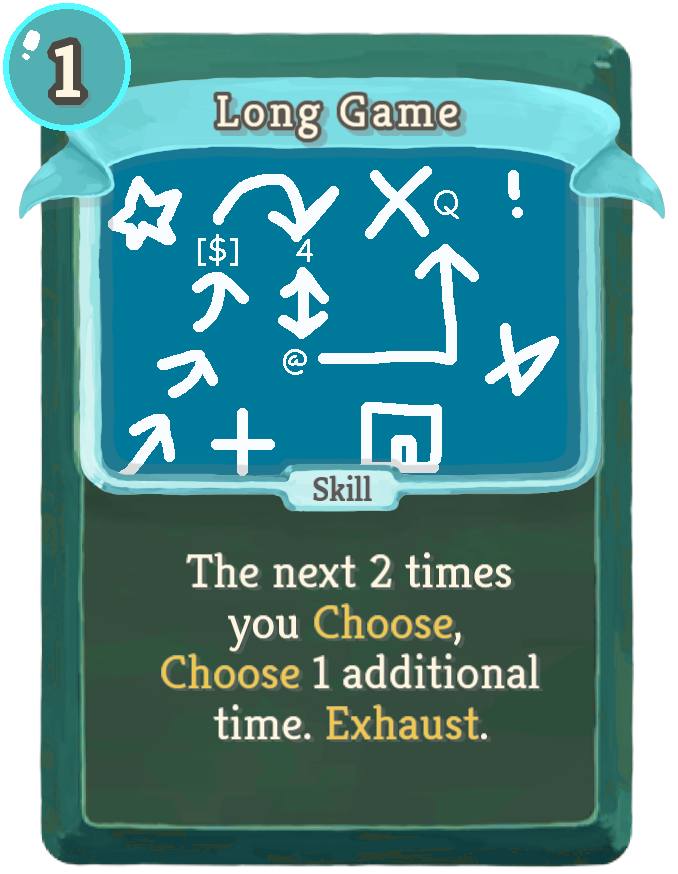 1
Long Game
Q !
[$] 4
@
Skill
The next 2 times
you Choose,
Choose 1 additional
time. Exhaust.